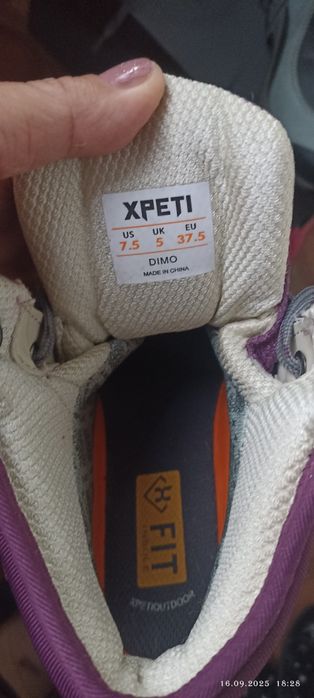 XPETI
US UK EU
7.5 5 37.5
DIMO
MADE IN CHINA
X
FIT
XPETIOUTDOOR
16.09.2025 18:28